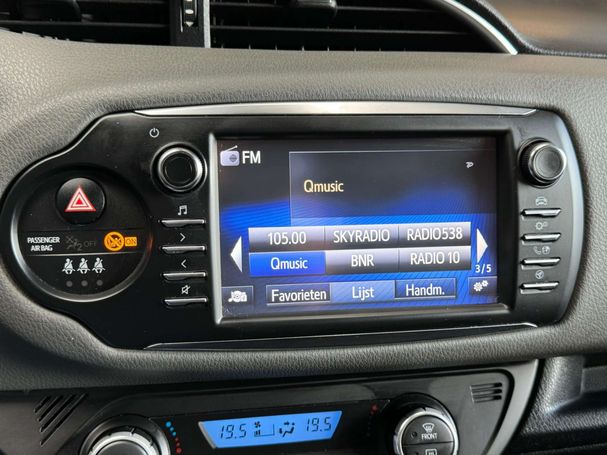 FM
Qmusic
105.00 SKYRADIO RADIO538
Qmusic BNR RADIO 10
3/5
Favorieten Lijst Handm.
PASSENGER
AIR BAG
OFF ON
19.5 19.5
FRONT